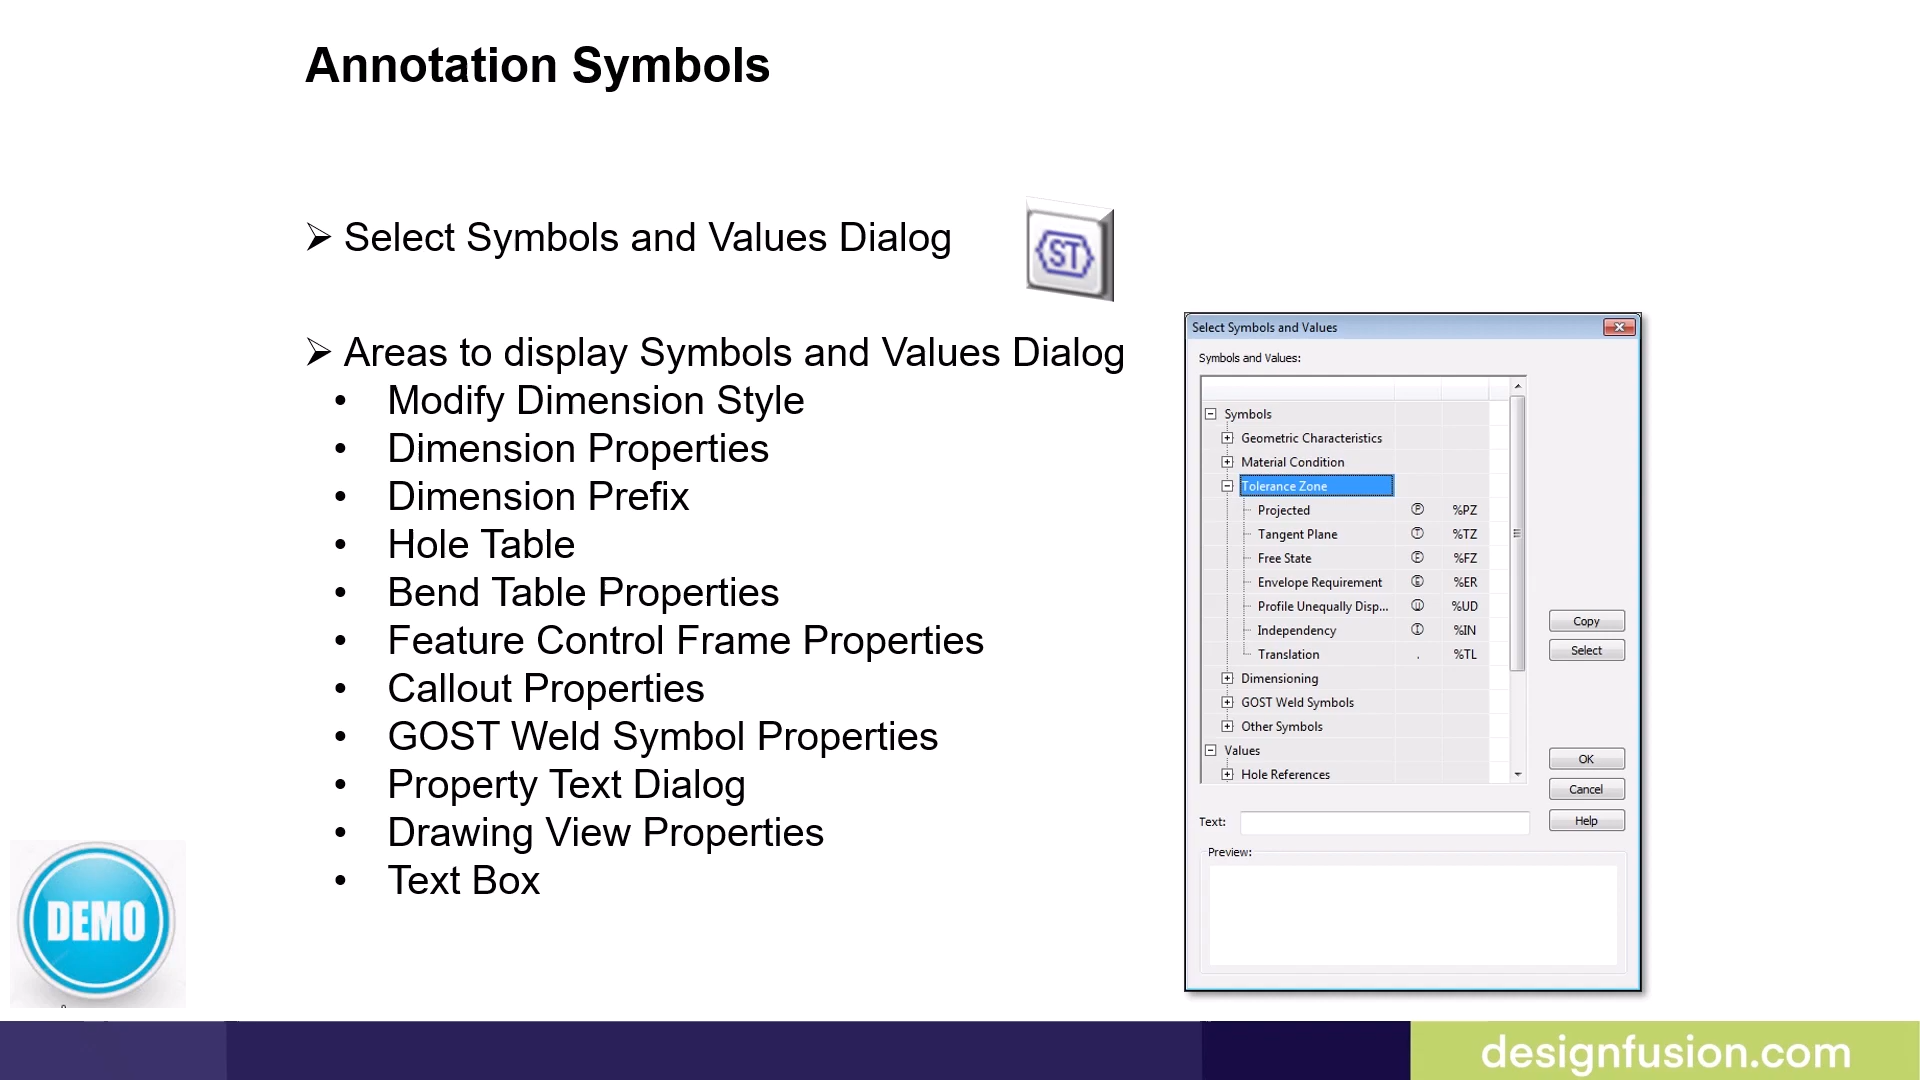 Annotation Symbols
➢ Select Symbols and Values Dialog
ST
➢ Areas to display Symbols and Values Dialog
• Modify Dimension Style
• Dimension Properties
• Dimension Prefix
• Hole Table
• Bend Table Properties
• Feature Control Frame Properties
• Callout Properties
• GOST Weld Symbol Properties
• Property Text Dialog
• Drawing View Properties
• Text Box
Select Symbols and Values
Symbols and Values:
Symbols
Geometric Characteristics
Material Condition
Tolerance Zone
Projected Ⓟ %PZ
Tangent Plane Ⓣ %TZ
Free State Ⓕ %FZ
Envelope Requirement Ⓔ %ER
Profile Unequally Disp... Ⓤ %UD
Independency Ⓘ %IN
Translation . %TL
Dimensioning
GOST Weld Symbols
Other Symbols
Values
Hole References
Copy
Select
OK
Cancel
Help
Text:
Preview:
DEMO
designfusion.com